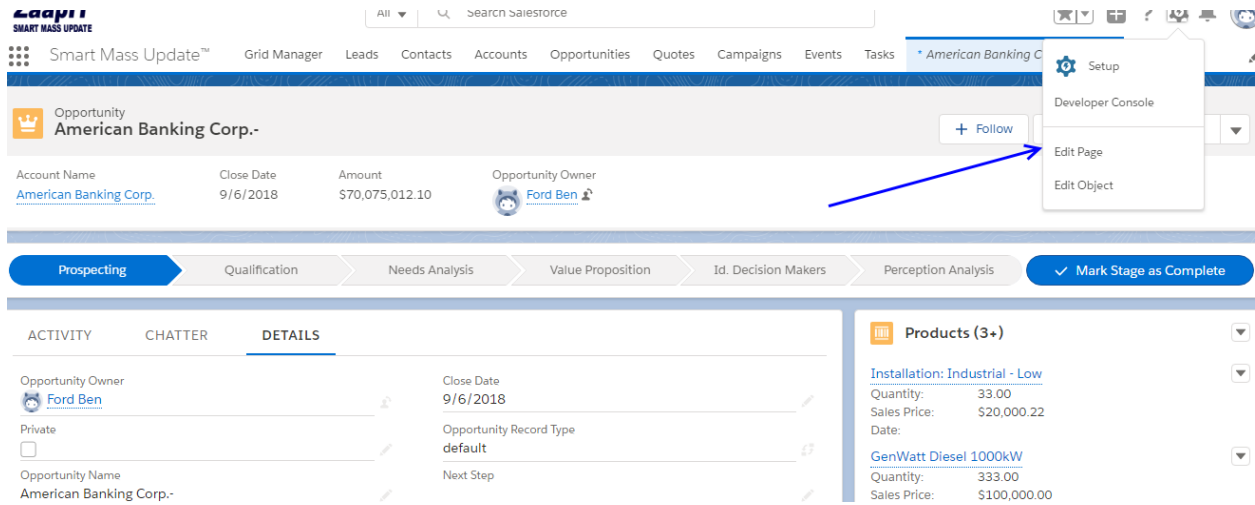 Zaapit
SMART MASS UPDATE
All
Search Salesforce
Smart Mass Update™
Grid Manager
Leads
Contacts
Accounts
Opportunities
Quotes
Campaigns
Events
Tasks
* American Banking C
Setup
Developer Console
Edit Page
Edit Object
Opportunity
American Banking Corp.-
+ Follow
Account Name
Close Date
Amount
Opportunity Owner
American Banking Corp.
9/6/2018
$70,075,012.10
Ford Ben
Prospecting
Qualification
Needs Analysis
Value Proposition
Id. Decision Makers
Perception Analysis
Mark Stage as Complete
ACTIVITY
CHATTER
DETAILS
Opportunity Owner
Ford Ben
Private
Opportunity Name
American Banking Corp.-
Close Date
9/6/2018
Opportunity Record Type
default
Next Step
Products (3+)
Installation: Industrial - Low
Quantity: 33.00
Sales Price: $20,000.22
Date:
GenWatt Diesel 1000kW
Quantity: 333.00
Sales Price: $100,000.00